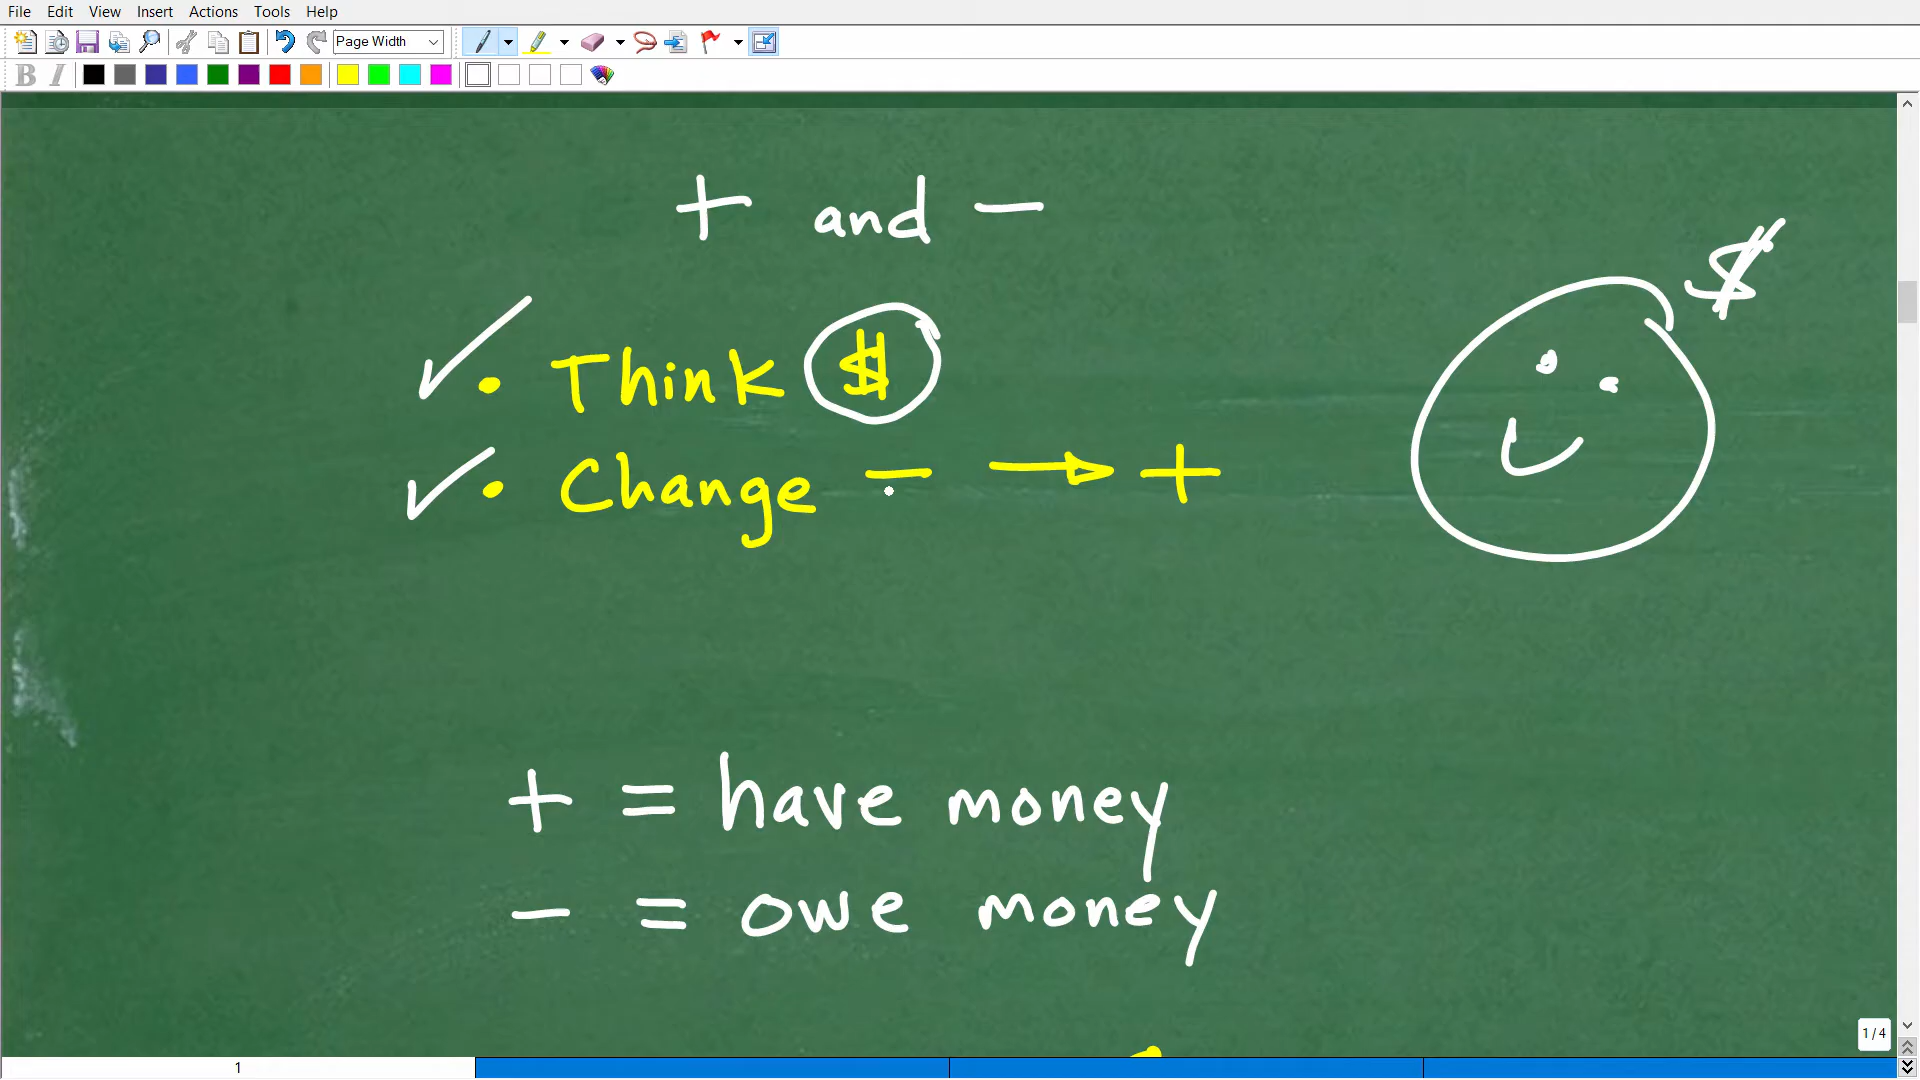 File Edit View Insert Actions Tools Help
Page Width
B I
+ and −
$
✓ • Think $
✓ • Change − → +
+ = have money
− = owe money
1 / 4
1